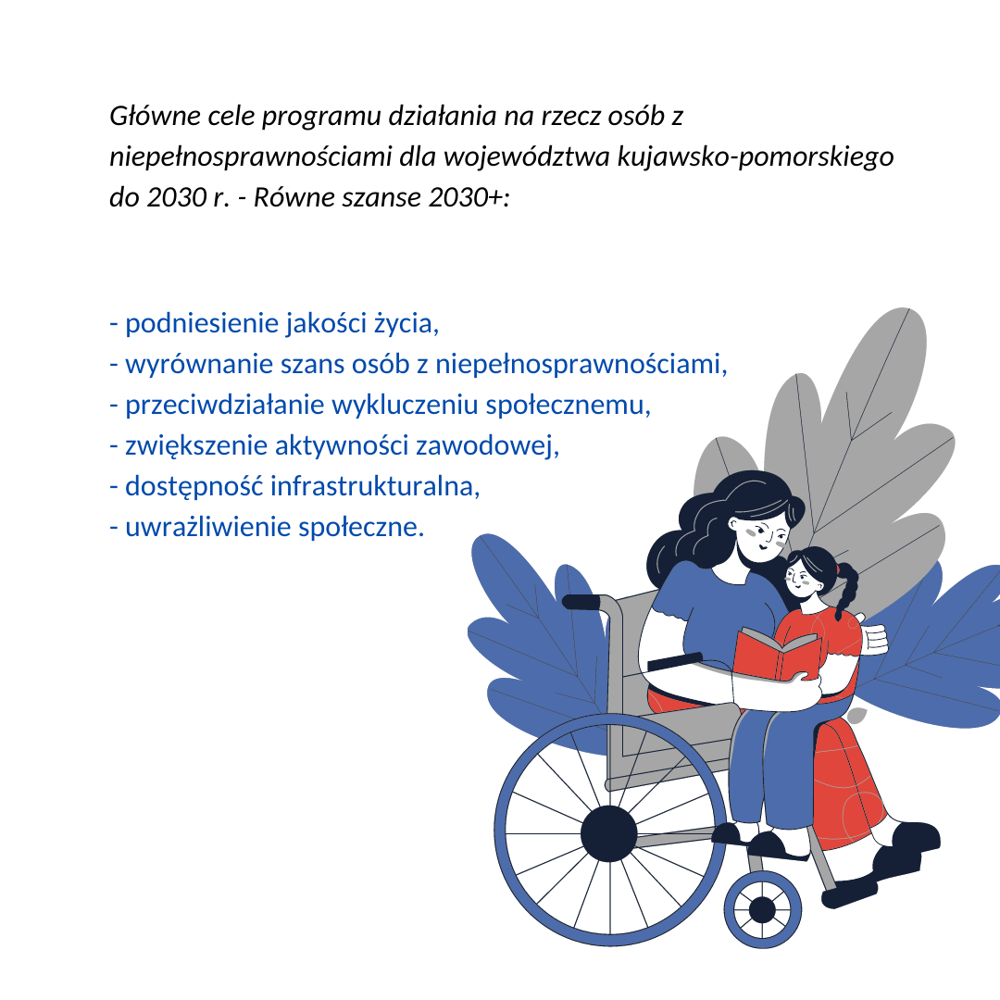 Główne cele programu działania na rzecz osób z
niepełnosprawnościami dla województwa kujawsko-pomorskiego
do 2030 r. - Równe szanse 2030+:
- podniesienie jakości życia,
- wyrównanie szans osób z niepełnosprawnościami,
- przeciwdziałanie wykluczeniu społecznemu,
- zwiększenie aktywności zawodowej,
- dostępność infrastrukturalna,
- uwrażliwienie społeczne.